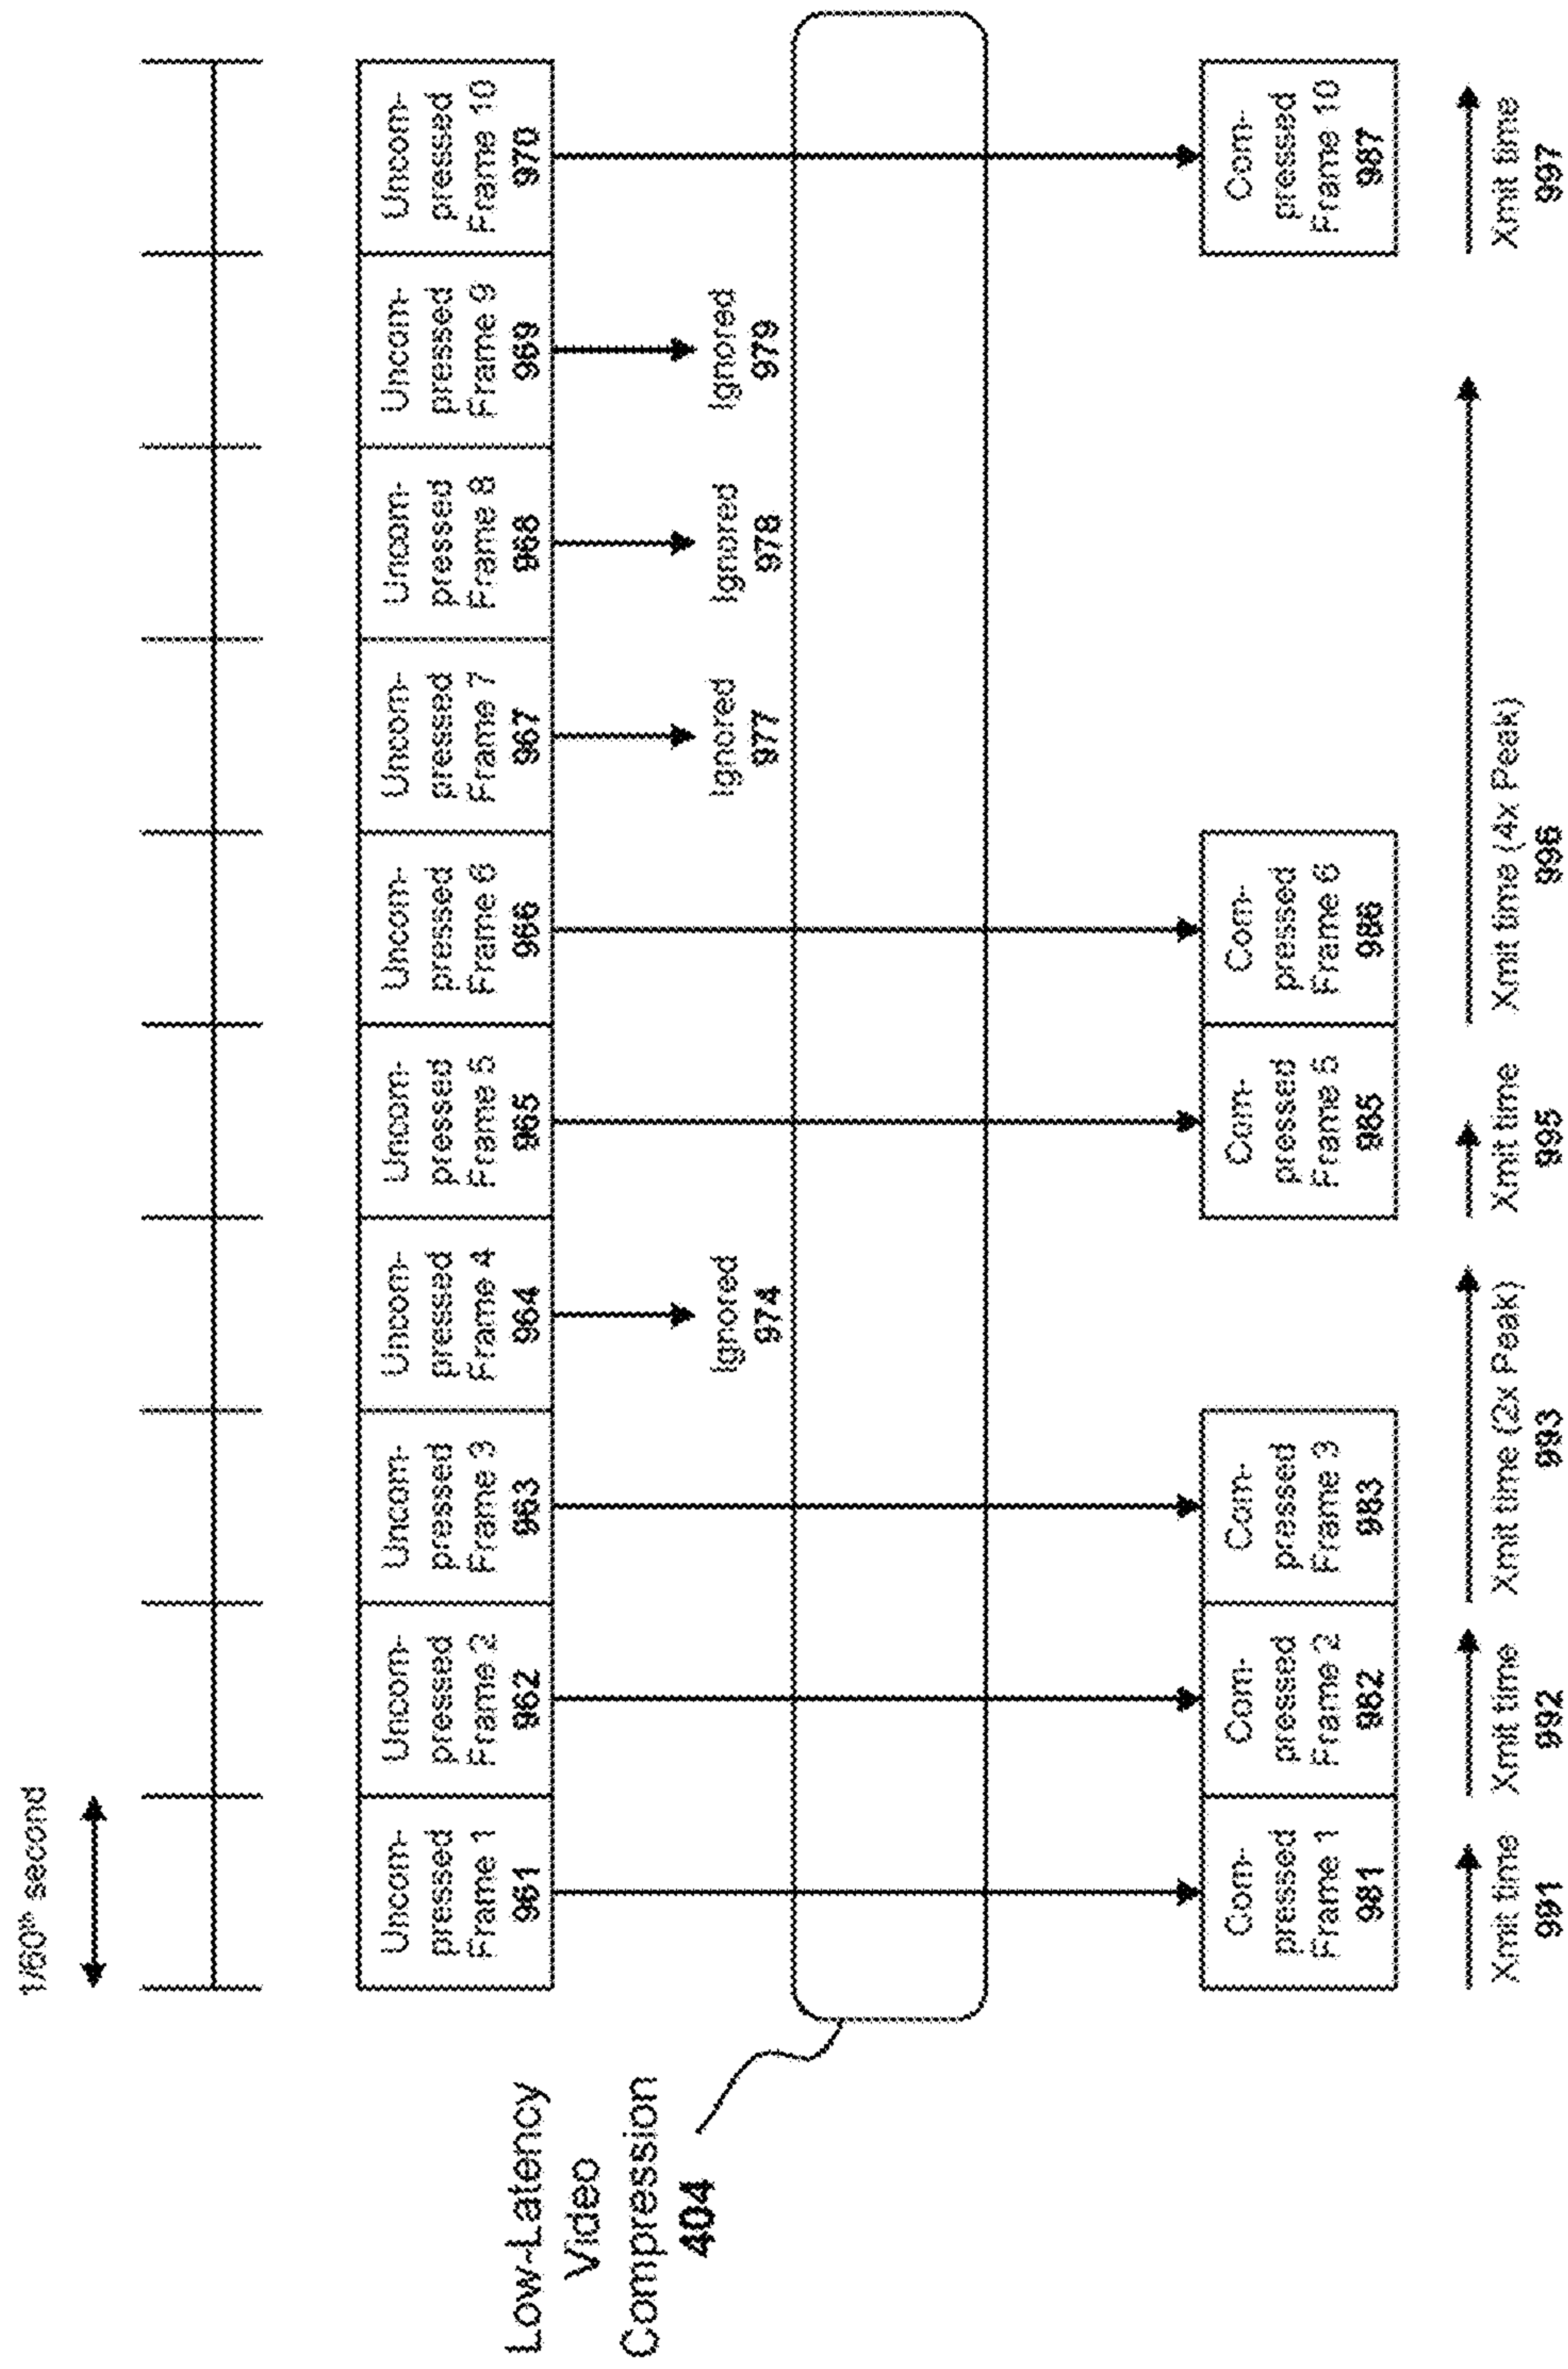 1/60th second
Uncom-
pressed
Frame 1
961
Uncom-
pressed
Frame 2
962
Uncom-
pressed
Frame 3
963
Uncom-
pressed
Frame 4
964
Uncom-
pressed
Frame 5
965
Uncom-
pressed
Frame 6
966
Uncom-
pressed
Frame 7
967
Uncom-
pressed
Frame 8
968
Uncom-
pressed
Frame 9
969
Uncom-
pressed
Frame 10
970
Ignored
974
Ignored
977
Ignored
978
Ignored
979
Low-Latency
Video
Compression
404
Com-
pressed
Frame 1
981
Com-
pressed
Frame 2
982
Com-
pressed
Frame 3
983
Com-
pressed
Frame 5
985
Com-
pressed
Frame 6
986
Com-
pressed
Frame 10
987
Xmit time
991
Xmit time
992
Xmit time (2x Peak)
993
Xmit time
995
Xmit time (4x Peak)
996
Xmit time
997